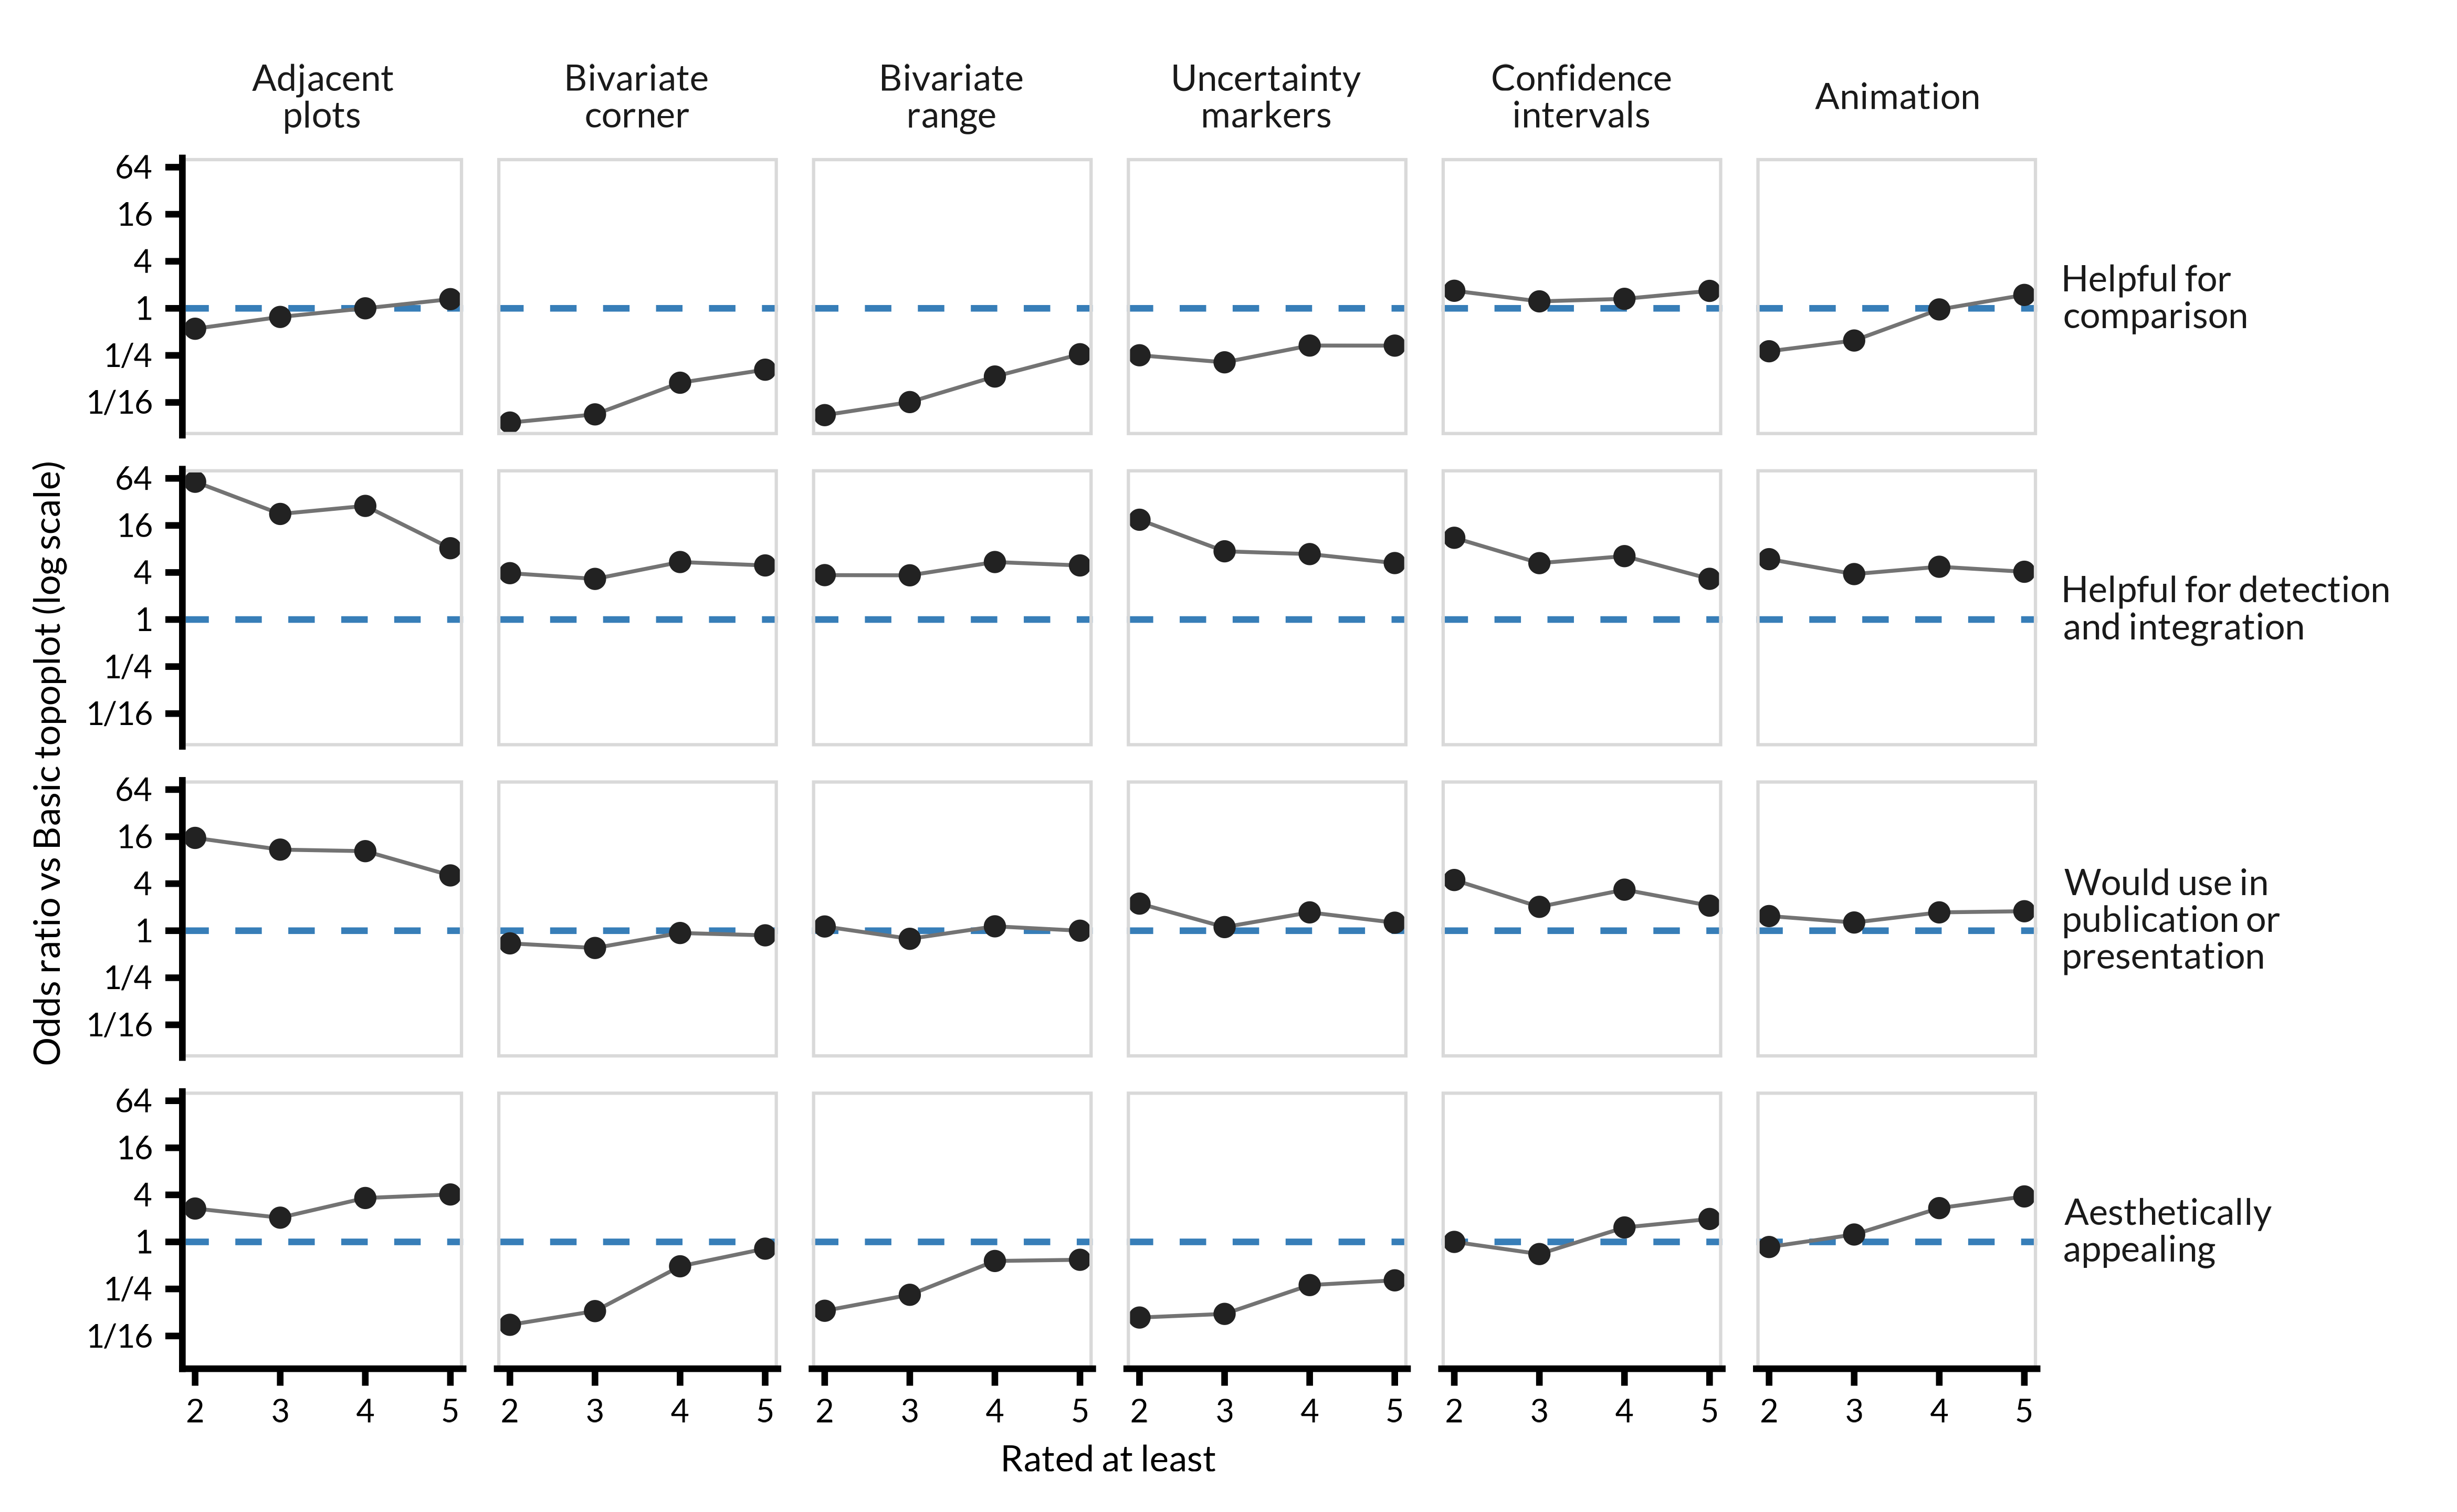 Adjacent
plots
Bivariate
corner
Bivariate
range
Uncertainty
markers
Confidence
intervals
Animation
64
16
4
1
1/4
1/16
Helpful for
comparison
64
16
4
1
1/4
1/16
Helpful for detection
and integration
64
16
4
1
1/4
1/16
Would use in
publication or
presentation
64
16
4
1
1/4
1/16
Aesthetically
appealing
Odds ratio vs Basic topoplot (log scale)
2 3 4 5 2 3 4 5 2 3 4 5 2 3 4 5 2 3 4 5 2 3 4 5
Rated at least